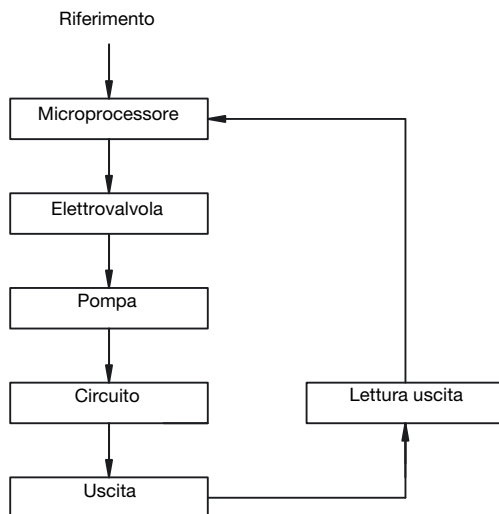 Riferimento
Microprocessore
Elettrovalvola
Pompa
Circuito
Lettura uscita
Uscita